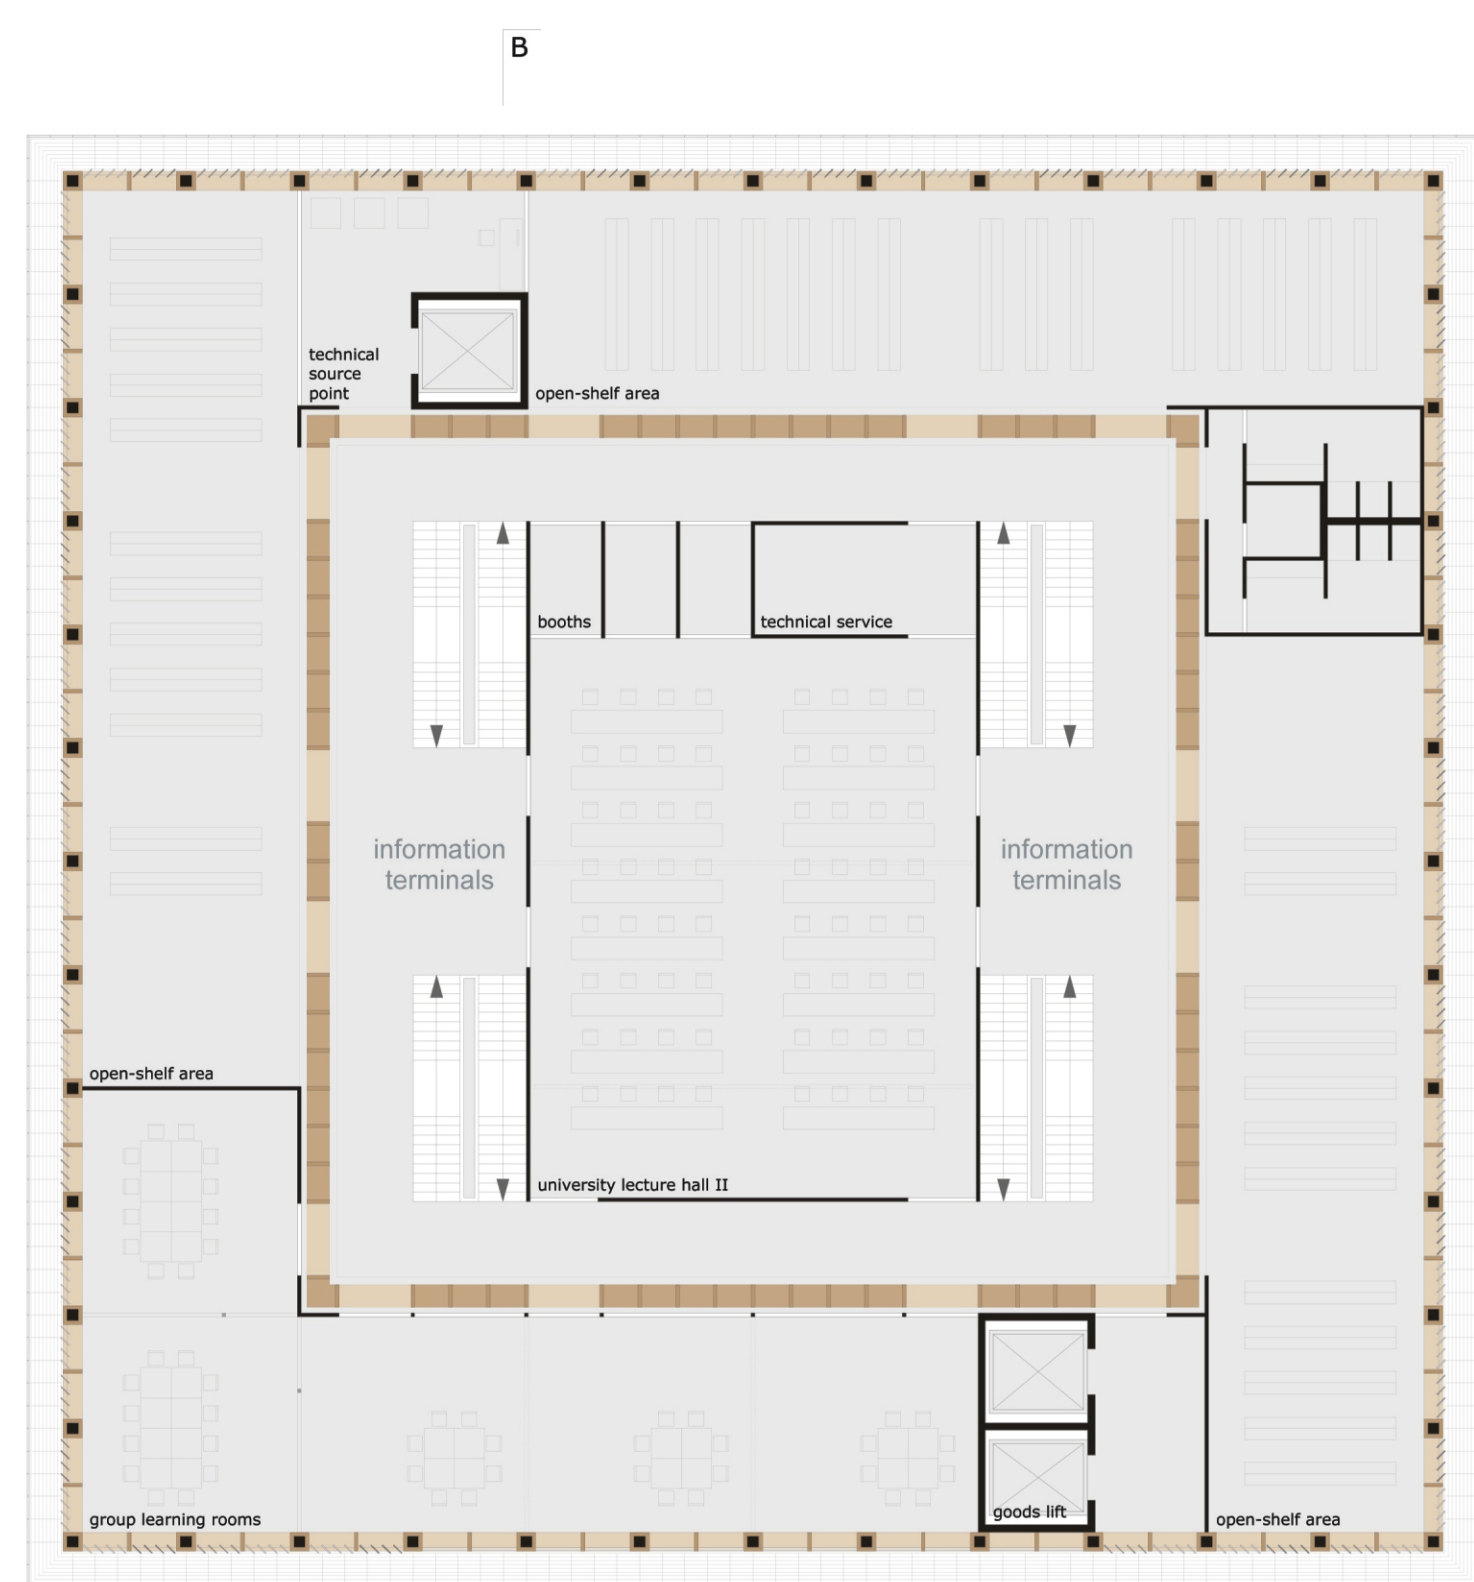 B
technical
source
point
open-shelf area
booths
technical service
information
terminals
information
terminals
open-shelf area
university lecture hall II
group learning rooms
goods lift
open-shelf area